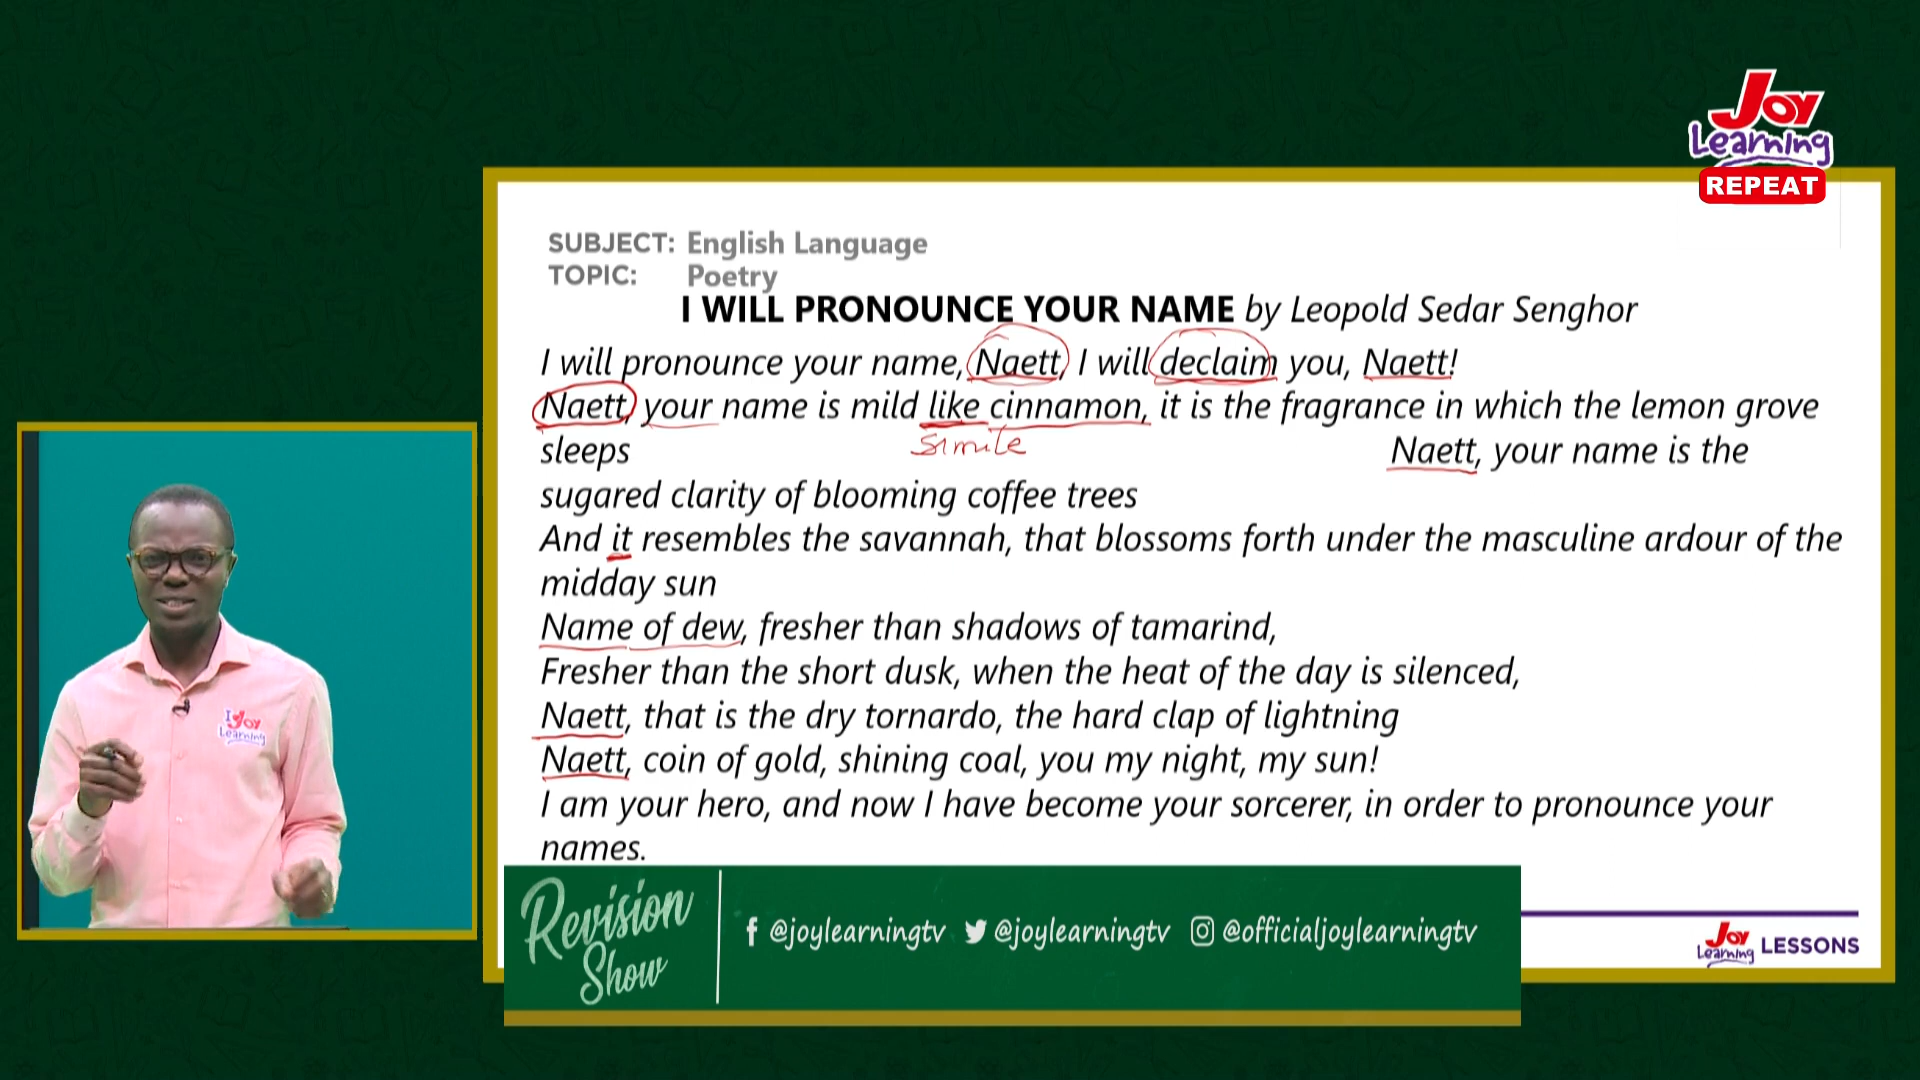 Joy
Learning
REPEAT
SUBJECT: English Language
TOPIC: Poetry
I WILL PRONOUNCE YOUR NAME by Leopold Sedar Senghor
I will pronounce your name, Naett, I will declaim you, Naett!
Naett, your name is mild like cinnamon, it is the fragrance in which the lemon grove
simile
sleeps Naett, your name is the
sugared clarity of blooming coffee trees
And it resembles the savannah, that blossoms forth under the masculine ardour of the
midday sun
Name of dew, fresher than shadows of tamarind,
Fresher than the short dusk, when the heat of the day is silenced,
Naett, that is the dry tornardo, the hard clap of lightning
Naett, coin of gold, shining coal, you my night, my sun!
I am your hero, and now I have become your sorcerer, in order to pronounce your
names.
I Joy
Learning
Revision
Show
@joylearningtv @joylearningtv @officialjoylearningtv
Joy
Learning LESSONS